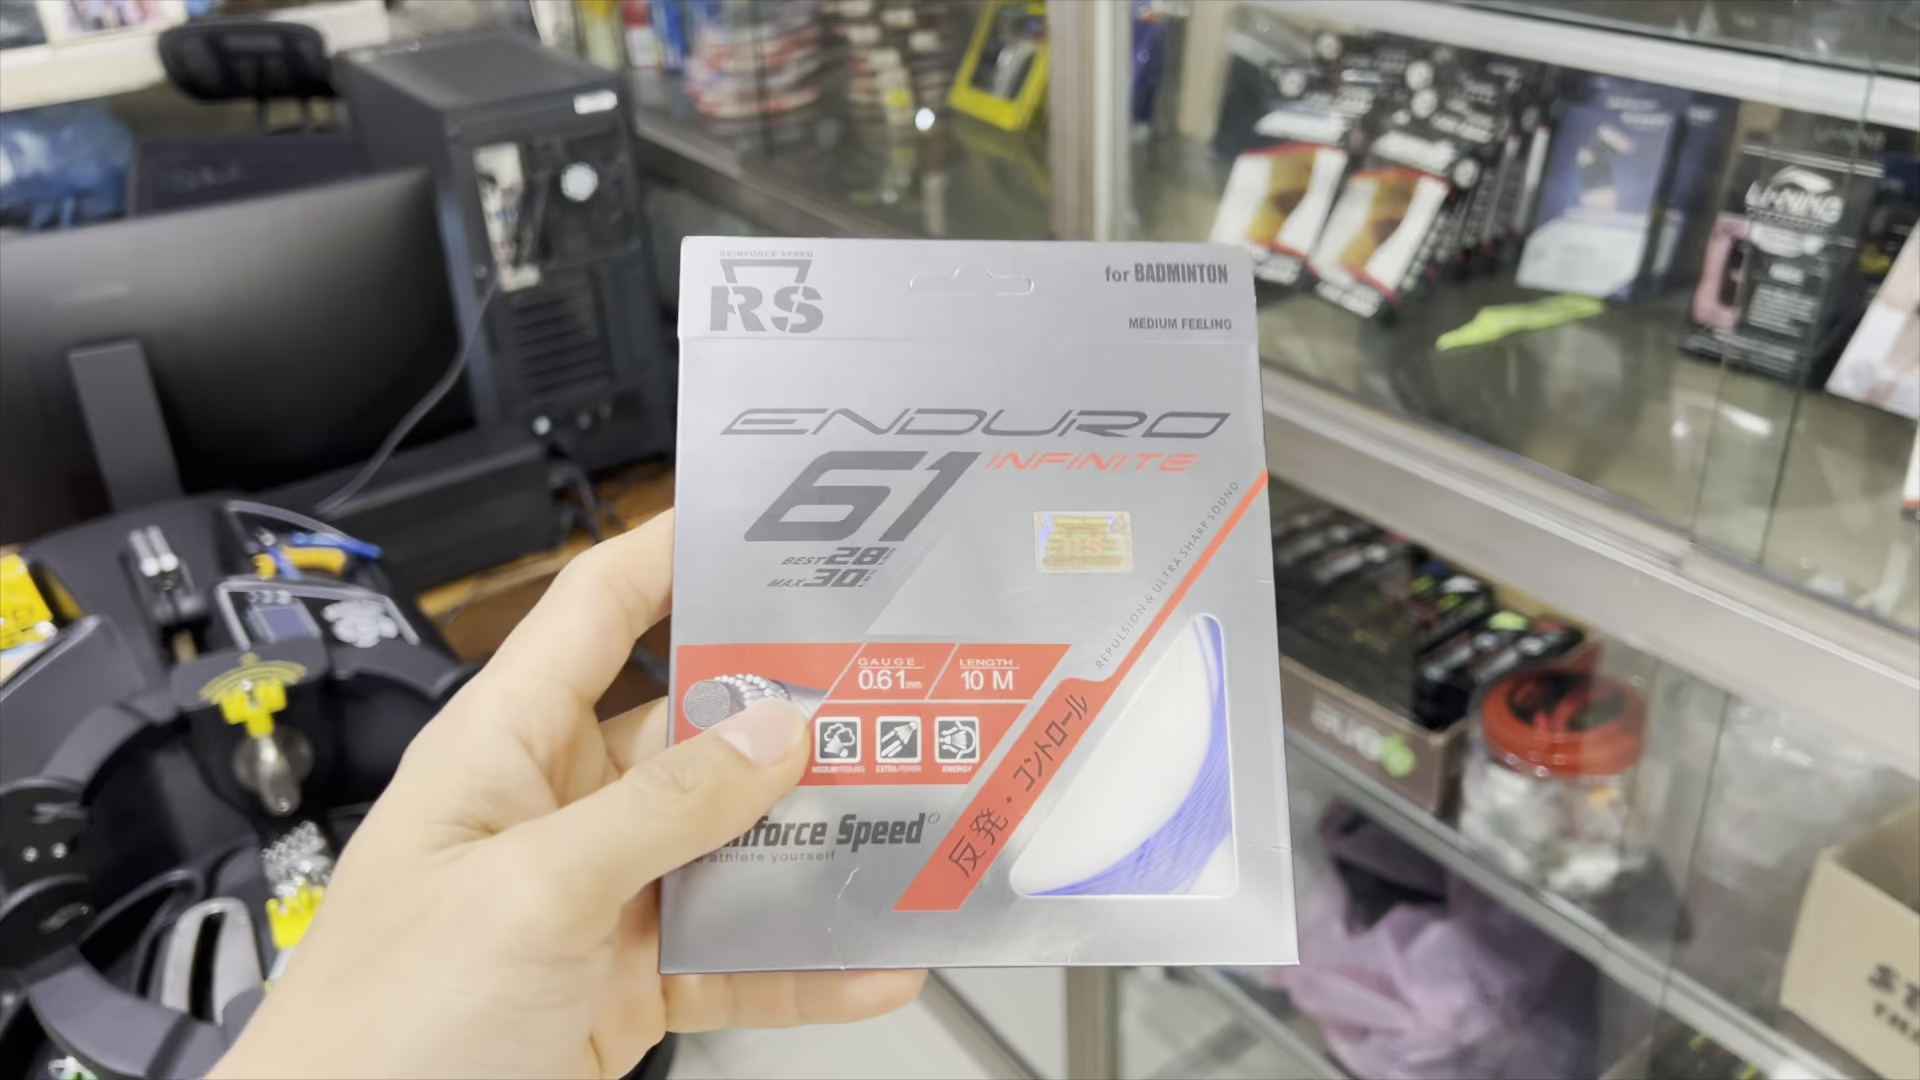 REINFORCE SPEED
RS
for BADMINTON
MEDIUM FEELING
ENDURO
61 INFINITE
BEST 28
MAX 30
REPULSION & ULTRA SHARP SOUND
GAUGE :
0.61mm
LENGTH :
10 M
MEDIUM FEELING
EXTRA POWER
ENERGY
反発・コントロール
nforce Speed
athlete yourself
LI-NING